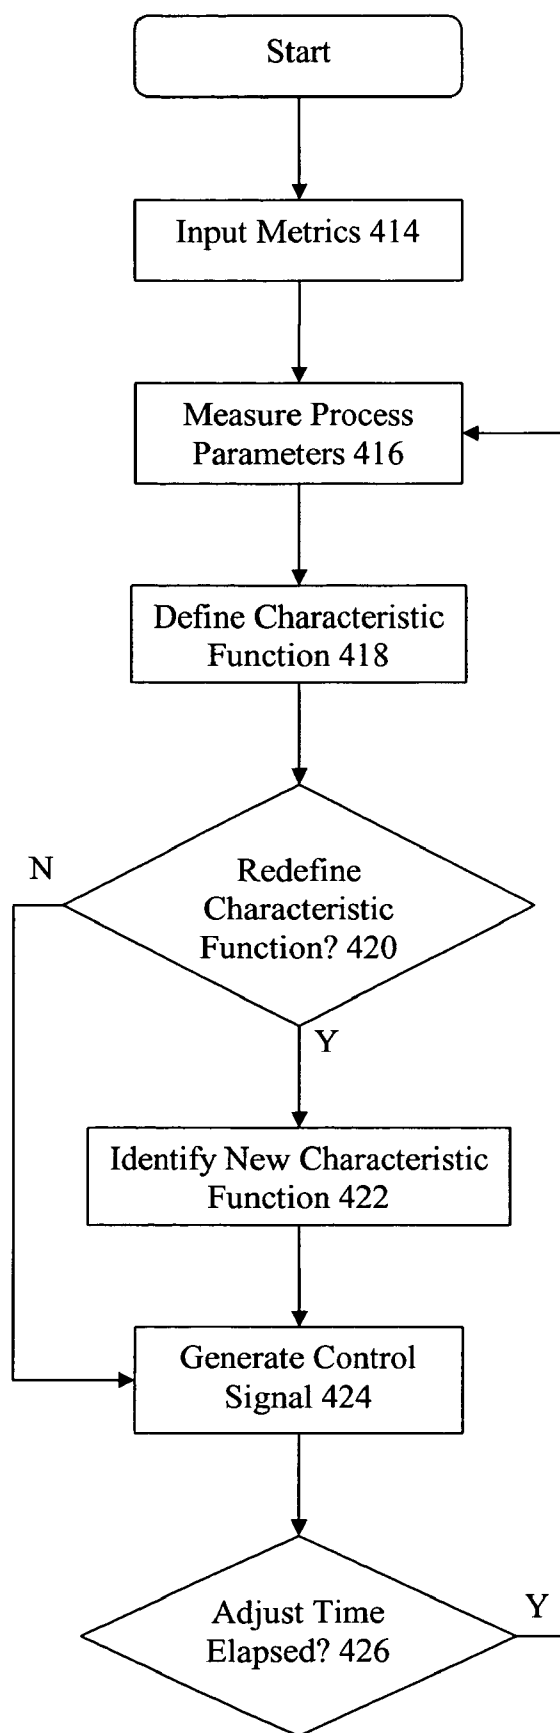 Start
Input Metrics 414
Measure Process
Parameters 416
Define Characteristic
Function 418
N
Redefine
Characteristic
Function? 420
Y
Identify New Characteristic
Function 422
Generate Control
Signal 424
Adjust Time
Elapsed? 426
Y